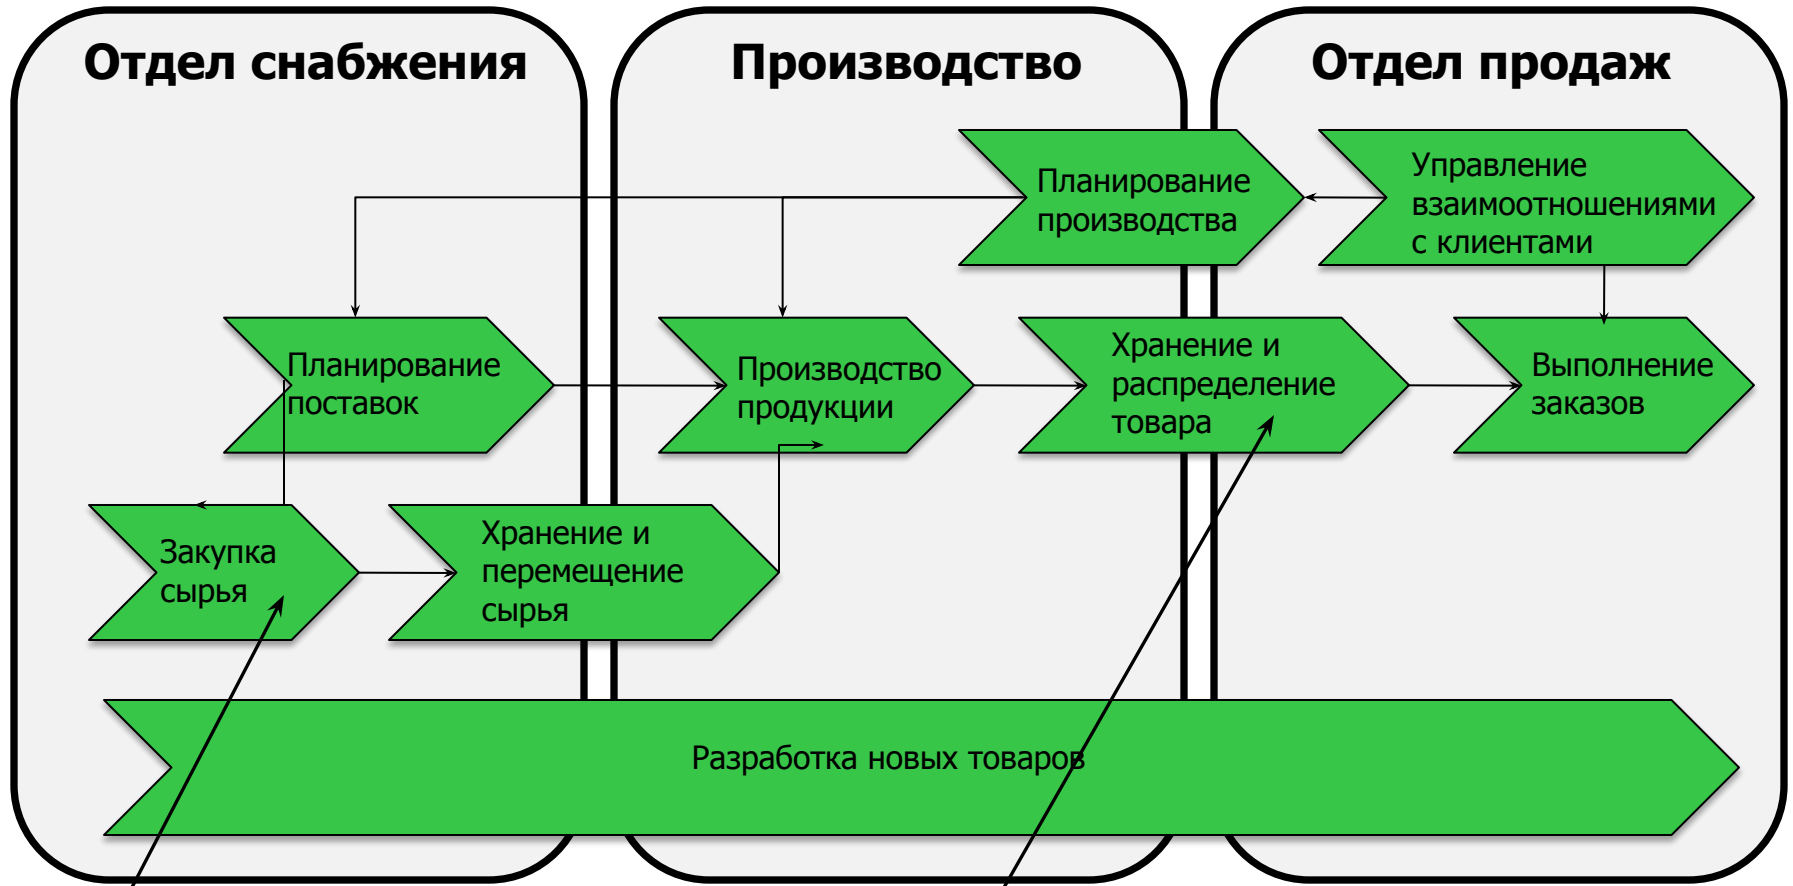 Отдел снабжения
Производство
Отдел продаж
Планирование
производства
Управление
взаимоотношениями
с клиентами
Планирование
поставок
Производство
продукции
Хранение и
распределение
товара
Выполнение
заказов
Закупка
сырья
Хранение и
перемещение
сырья
Разработка новых товаров